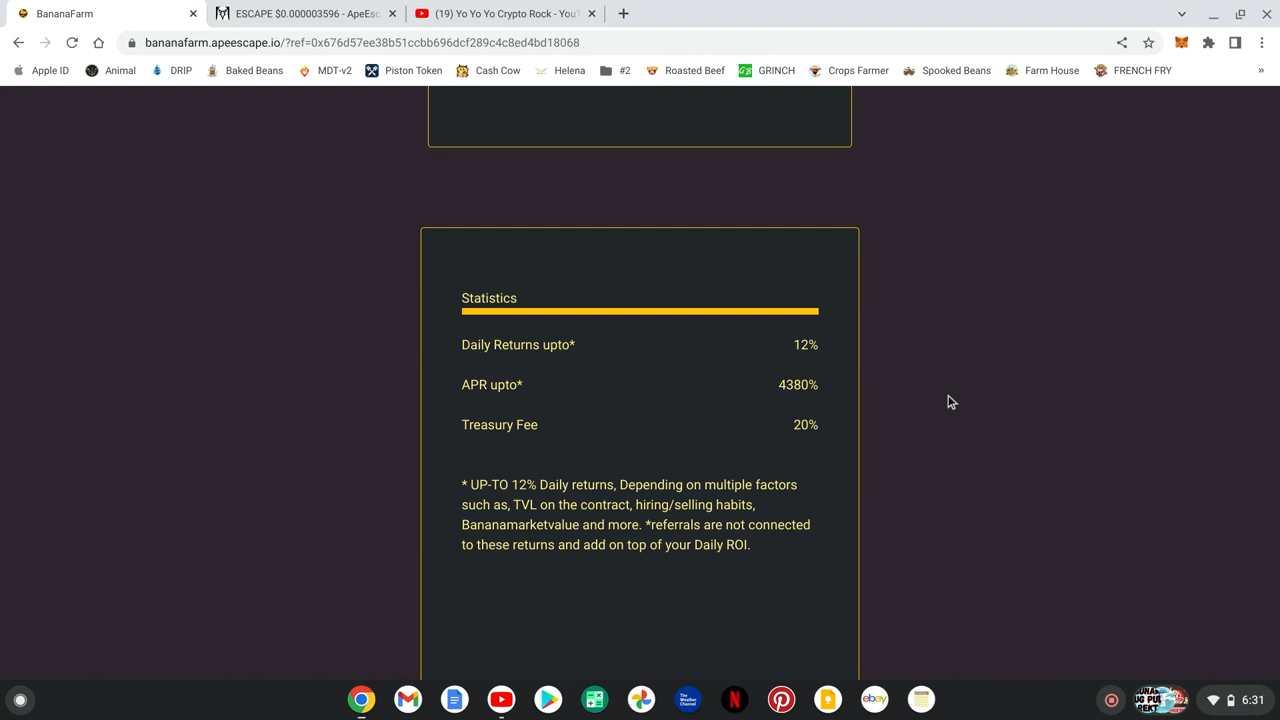 BananaFarm
ESCAPE $0.000003596 - ApeEsc
(19) Yo Yo Yo Crypto Rock - YouT
bananafarm.apeescape.io/?ref=0x676d57ee38b51ccbb696dcf289c4c8ed4bd18068
Apple ID
Animal
DRIP
Baked Beans
MDT-v2
Piston Token
Cash Cow
Helena
#2
Roasted Beef
GRINCH
Crops Farmer
Spooked Beans
Farm House
FRENCH FRY
»
Statistics
Daily Returns upto* 12%
APR upto* 4380%
Treasury Fee 20%
* UP-TO 12% Daily returns, Depending on multiple factors
such as, TVL on the contract, hiring/selling habits,
Bananamarketvalue and more. *referrals are not connected
to these returns and add on top of your Daily ROI.
The Weather Channel
N
ebay
6:31